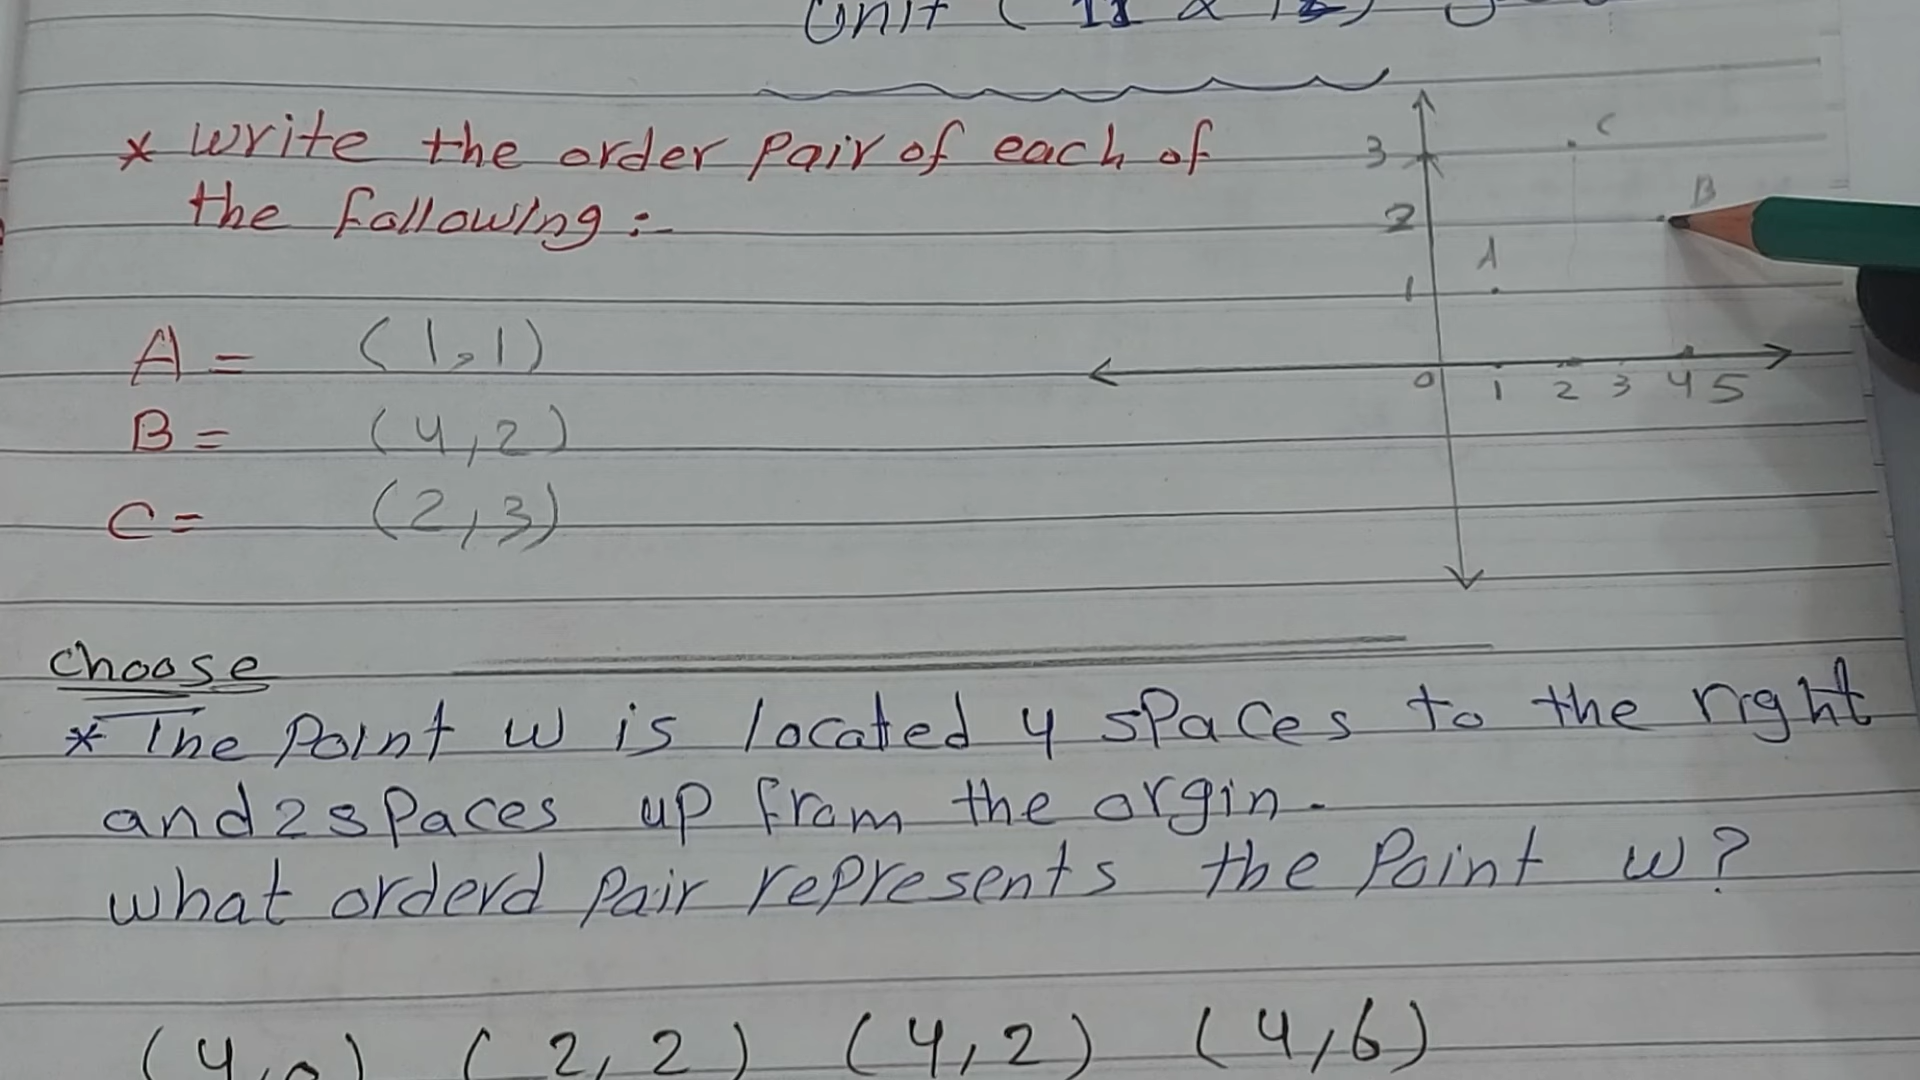 Unit ( 11 & 12)
* Write the order Pair of each of
the Following :-
A = (1,1)
B = (4,2)
C = (2,3)
3
2
1
0 1 2 3 4 5
A
B
C
Choose
* The Point W is located 4 spaces to the right
and 2 spaces up from the orgin.
what orderd Pair represents the Point W?
(2,2) (4,2) (4,6)